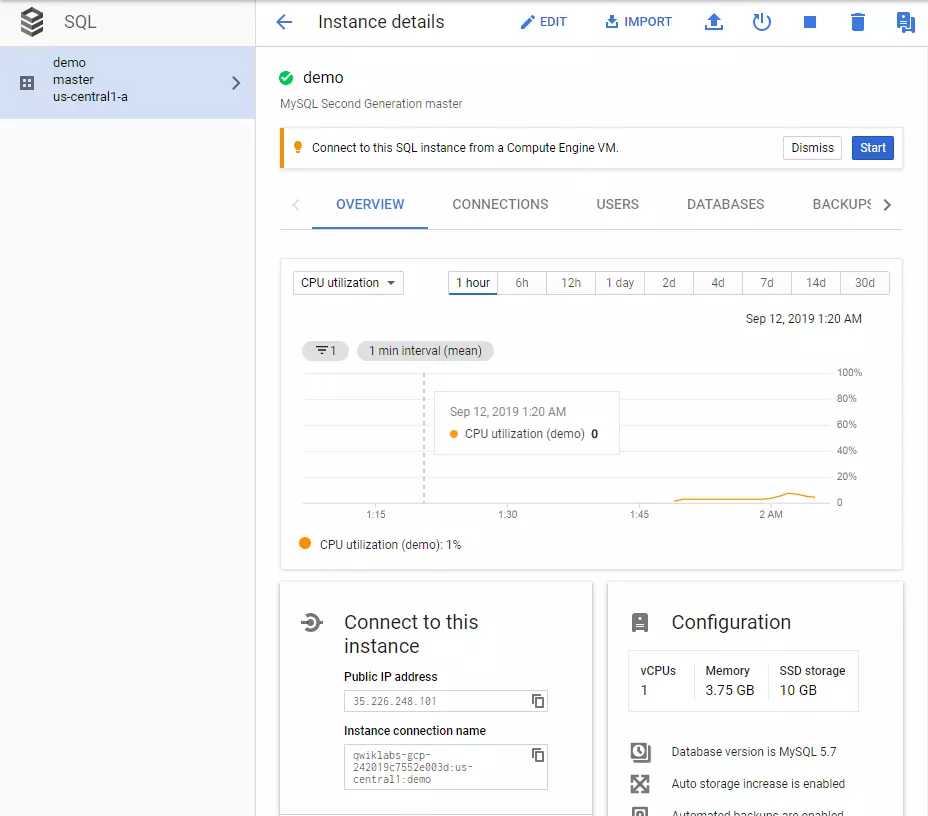 SQL
demo
master
us-central1-a
Instance details
EDIT
IMPORT
demo
MySQL Second Generation master
Connect to this SQL instance from a Compute Engine VM.
Dismiss
Start
OVERVIEW
CONNECTIONS
USERS
DATABASES
BACKUPS
CPU utilization
1 hour
6h
12h
1 day
2d
4d
7d
14d
30d
Sep 12, 2019 1:20 AM
1
1 min interval (mean)
100%
80%
60%
40%
20%
0
Sep 12, 2019 1:20 AM
CPU utilization (demo) 0
1:15
1:30
1:45
2 AM
CPU utilization (demo): 1%
Connect to this
instance
Public IP address
35.226.248.101
Instance connection name
qwiklabs-gcp-
242019c7552e003d:us-
central1:demo
Configuration
vCPUs
1
Memory
3.75 GB
SSD storage
10 GB
Database version is MySQL 5.7
Auto storage increase is enabled
Automated backups are enabled